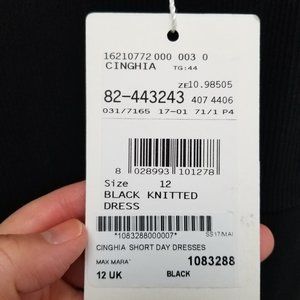 16210772 000 003 0
CINGHIA TG:44
ZE10.98505
82-443243 407 4406
031/7165 17-01 71/1 P4
8 028993 101278
Size 12
BLACK KNITTED
DRESS
*1083288000007* SS17/MAI
CINGHIA SHORT DAY DRESSES
MAX MARA* 1083288
12 UK BLACK